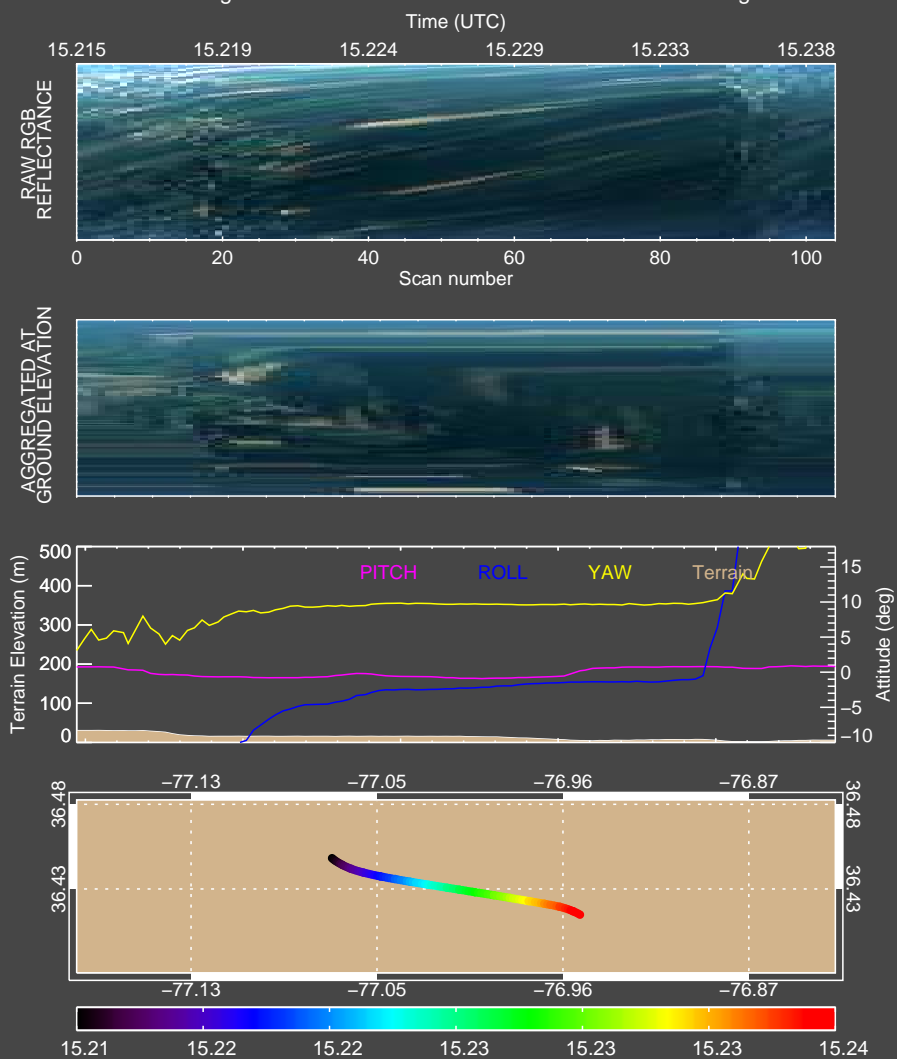 Time (UTC)
15.215 15.219 15.224 15.229 15.233 15.238
RAW RGB
REFLECTANCE
0 20 40 60 80 100
Scan number
AGGREGATED AT
GROUND ELEVATION
PITCH ROLL YAW Terrain
Terrain Elevation (m)
500
400
300
200
100
0
15
10
5
0
−5
−10
Attitude (deg)
−77.13 −77.05 −76.96 −76.87
36.48 36.48
36.43 36.43
−77.13 −77.05 −76.96 −76.87
15.21 15.22 15.22 15.23 15.23 15.23 15.24